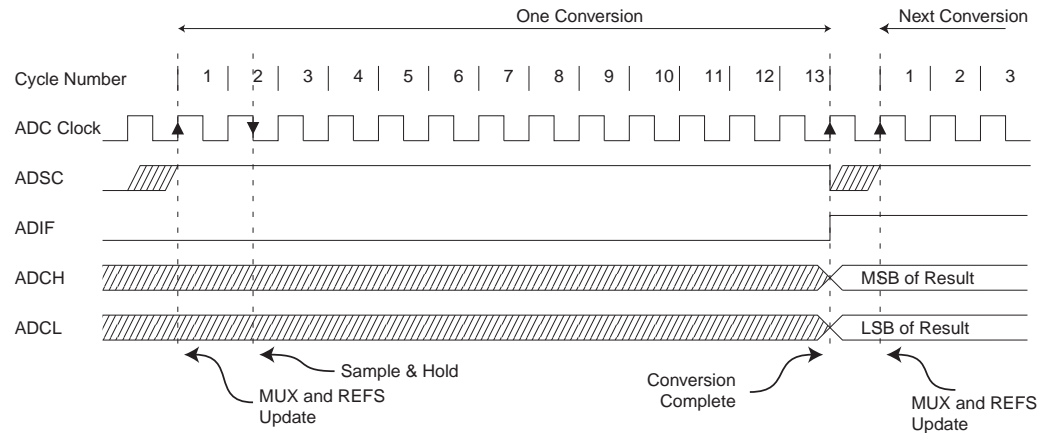 One Conversion
Next Conversion
Cycle Number 1 2 3 4 5 6 7 8 9 10 11 12 13 1 2 3
ADC Clock
ADSC
ADIF
ADCH MSB of Result
ADCL LSB of Result
Sample & Hold
MUX and REFS
Update
Conversion
Complete
MUX and REFS
Update